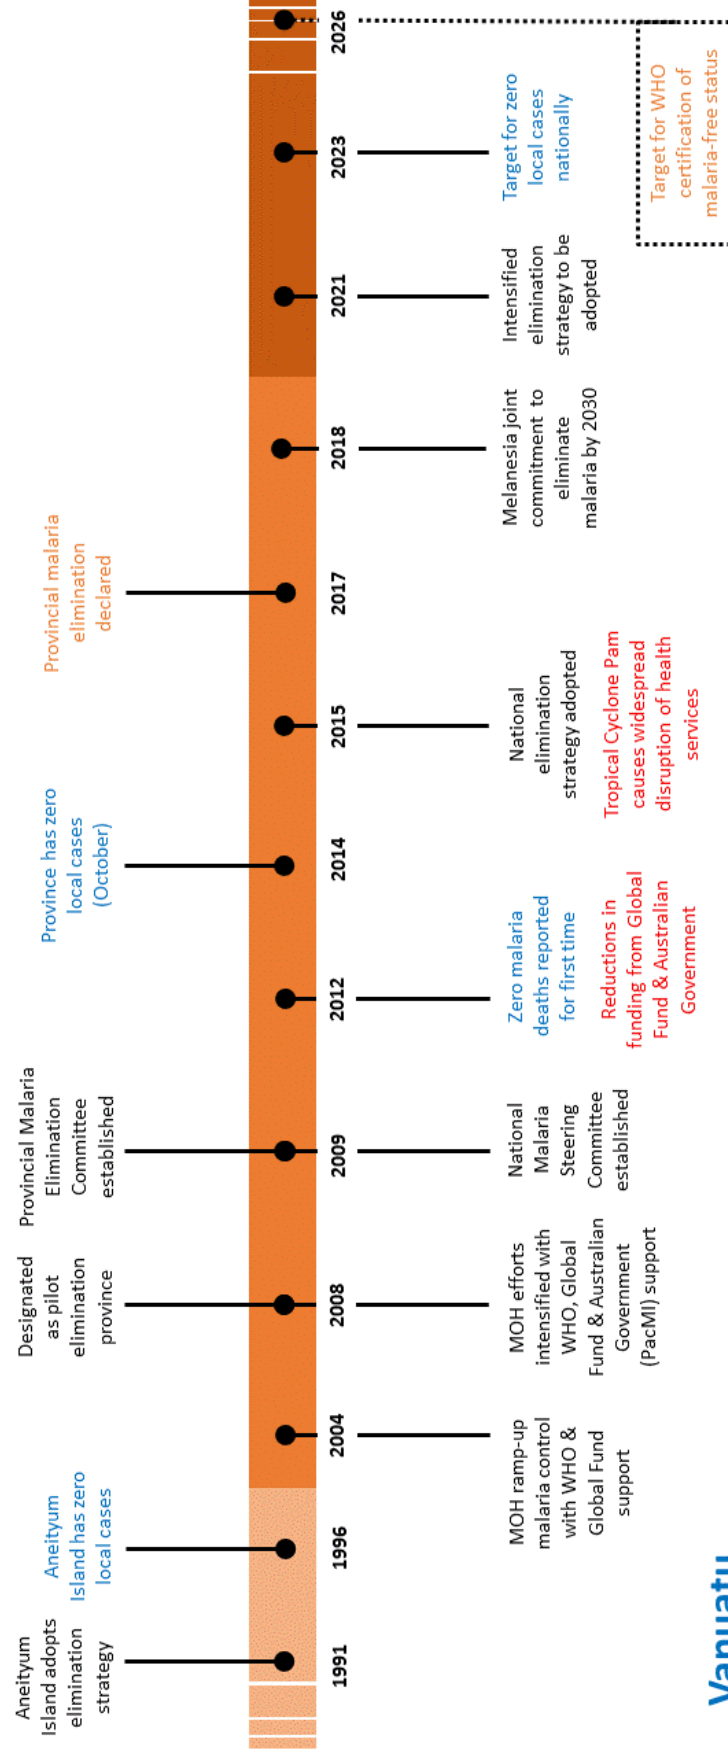 Aneityum
Island adopts
elimination
strategy
Aneityum
Island has zero
local cases
Designated
as pilot
elimination
province
Provincial Malaria
Elimination
Committee
established
Province has zero
local cases
(October)
Provincial malaria
elimination
declared
1991
1996
2004
2008
2009
2012
2014
2015
2017
2018
2021
2023
2026
MOH ramp-up
malaria control
with WHO &
Global Fund
support
MOH efforts
intensified with
WHO, Global
Fund & Australian
Government
(PacMI) support
National
Malaria
Steering
Committee
established
Zero malaria
deaths reported
for first time
Reductions in
funding from Global
Fund & Australian
Government
National
elimination
strategy adopted
Tropical Cyclone Pam
causes widespread
disruption of health
services
Melanesia joint
commitment to
eliminate
malaria by 2030
Intensified
elimination
strategy to be
adopted
Target for zero
local cases
nationally
Target for WHO
certification of
malaria-free status
Vanuatu